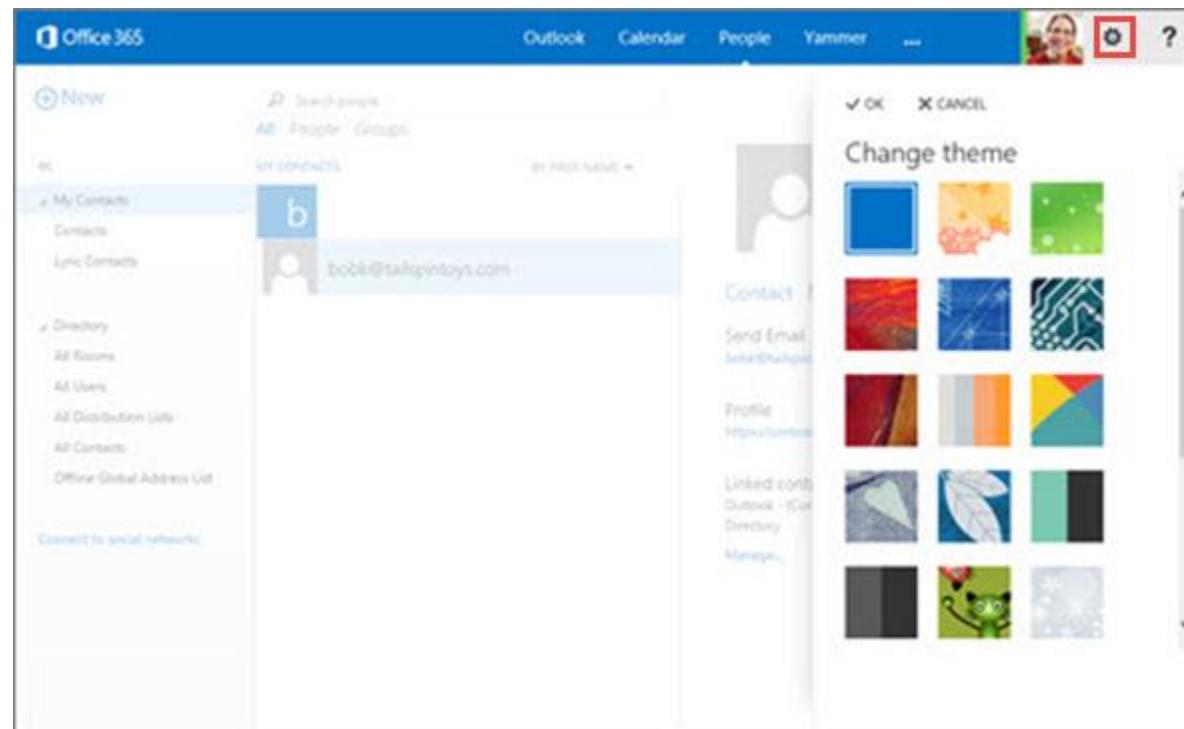 Office 365
Outlook Calendar People Yammer ...
?
New
Search people
All People Groups
«
MY CONTACTS BY FIRST NAME
My Contacts
Contacts
Lync Contacts
b
bobk@tailspintoys.com
Directory
All Rooms
All Users
All Distribution Lists
All Contacts
Offline Global Address List
Connect to social networks
Contact
Send Email
Profile
Linked
Outlook
Directory
Manage...
OK CANCEL
Change theme